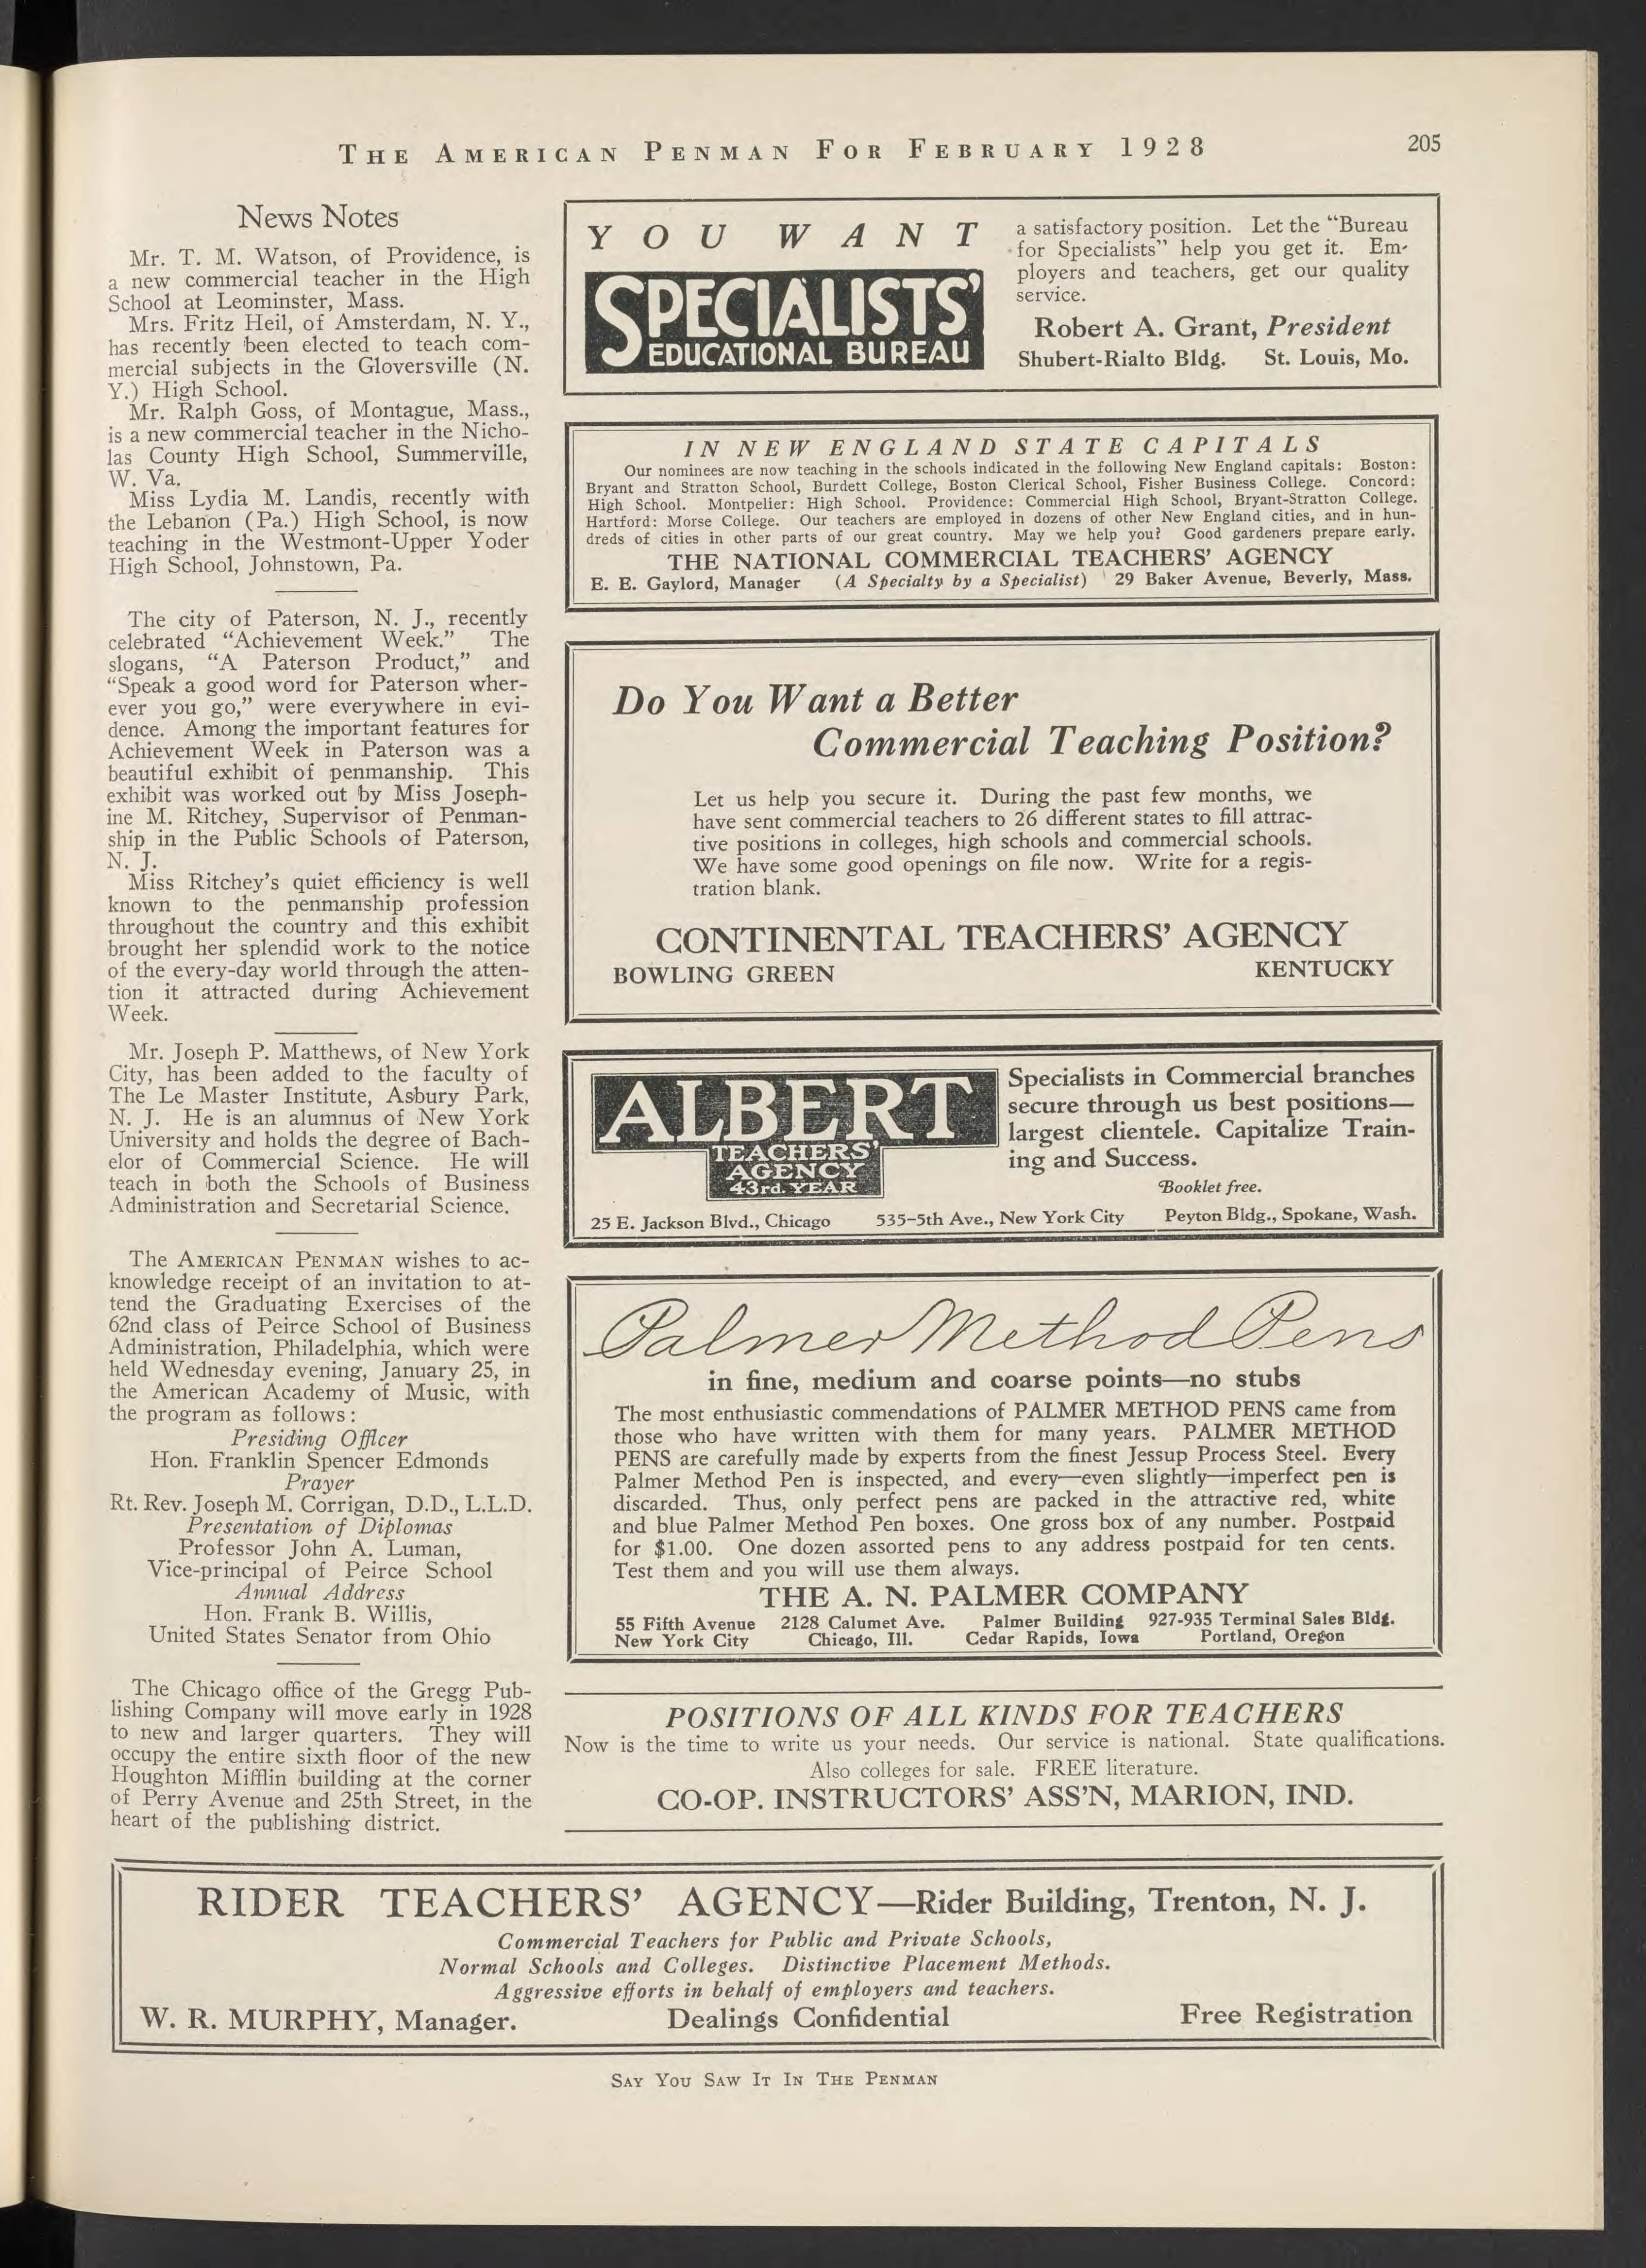 THE AMERICAN PENMAN FOR FEBRUARY 1928
205
News Notes
Mr. T. M. Watson, of Providence, is
a new commercial teacher in the High
School at Leominster, Mass.
Mrs. Fritz Heil, of Amsterdam, N. Y.,
has recently been elected to teach com-
mercial subjects in the Gloversville (N.
Y.) High School.
Mr. Ralph Goss, of Montague, Mass.,
is a new commercial teacher in the Nicho-
las County High School, Summerville,
W. Va.
Miss Lydia M. Landis, recently with
the Lebanon (Pa.) High School, is now
teaching in the Westmont-Upper Yoder
High School, Johnstown, Pa.
The city of Paterson, N. J., recently
celebrated “Achievement Week.” The
slogans, “A Paterson Product,” and
“Speak a good word for Paterson wher-
ever you go,” were everywhere in evi-
dence. Among the important features for
Achievement Week in Paterson was a
beautiful exhibit of penmanship. This
exhibit was worked out by Miss Joseph-
ine M. Ritchey, Supervisor of Penman-
ship in the Public Schools of Paterson,
N. J.
Miss Ritchey’s quiet efficiency is well
known to the penmanship profession
throughout the country and this exhibit
brought her splendid work to the notice
of the every-day world through the atten-
tion it attracted during Achievement
Week.
Mr. Joseph P. Matthews, of New York
City, has been added to the faculty of
The Le Master Institute, Asbury Park,
N. J. He is an alumnus of New York
University and holds the degree of Bach-
elor of Commercial Science. He will
teach in both the Schools of Business
Administration and Secretarial Science.
The AMERICAN PENMAN wishes to ac-
knowledge receipt of an invitation to at-
tend the Graduating Exercises of the
62nd class of Peirce School of Business
Administration, Philadelphia, which were
held Wednesday evening, January 25, in
the American Academy of Music, with
the program as follows:
Presiding Officer
Hon. Franklin Spencer Edmonds
Prayer
Rt. Rev. Joseph M. Corrigan, D.D., L.L.D.
Presentation of Diplomas
Professor John A. Luman,
Vice-principal of Peirce School
Annual Address
Hon. Frank B. Willis,
United States Senator from Ohio
The Chicago office of the Gregg Pub-
lishing Company will move early in 1928
to new and larger quarters. They will
occupy the entire sixth floor of the new
Houghton Mifflin building at the corner
of Perry Avenue and 25th Street, in the
heart of the publishing district.
YOU WANT
SPECIALISTS’
EDUCATIONAL BUREAU
a satisfactory position. Let the “Bureau
for Specialists” help you get it. Em-
ployers and teachers, get our quality
service.
Robert A. Grant, President
Shubert-Rialto Bldg. St. Louis, Mo.
IN NEW ENGLAND STATE CAPITALS
Our nominees are now teaching in the schools indicated in the following New England capitals: Boston:
Bryant and Stratton School, Burdett College, Boston Clerical School, Fisher Business College. Concord:
High School. Montpelier: High School. Providence: Commercial High School, Bryant-Stratton College.
Hartford: Morse College. Our teachers are employed in dozens of other New England cities, and in hun-
dreds of cities in other parts of our great country. May we help you? Good gardeners prepare early.
THE NATIONAL COMMERCIAL TEACHERS’ AGENCY
E. E. Gaylord, Manager (A Specialty by a Specialist) 29 Baker Avenue, Beverly, Mass.
Do You Want a Better
Commercial Teaching Position?
Let us help you secure it. During the past few months, we
have sent commercial teachers to 26 different states to fill attrac-
tive positions in colleges, high schools and commercial schools.
We have some good openings on file now. Write for a regis-
tration blank.
CONTINENTAL TEACHERS’ AGENCY
BOWLING GREEN KENTUCKY
ALBERT
TEACHERS’
AGENCY
43rd. YEAR
Specialists in Commercial branches
secure through us best positions—
largest clientele. Capitalize Train-
ing and Success.
Booklet free.
25 E. Jackson Blvd., Chicago 535-5th Ave., New York City Peyton Bldg., Spokane, Wash.
Palmer Method Pens
in fine, medium and coarse points—no stubs
The most enthusiastic commendations of PALMER METHOD PENS came from
those who have written with them for many years. PALMER METHOD
PENS are carefully made by experts from the finest Jessup Process Steel. Every
Palmer Method Pen is inspected, and every—even slightly—imperfect pen is
discarded. Thus, only perfect pens are packed in the attractive red, white
and blue Palmer Method Pen boxes. One gross box of any number. Postpaid
for $1.00. One dozen assorted pens to any address postpaid for ten cents.
Test them and you will use them always.
THE A. N. PALMER COMPANY
55 Fifth Avenue 2128 Calumet Ave. Palmer Building 927-935 Terminal Sales Bldg.
New York City Chicago, Ill. Cedar Rapids, Iowa Portland, Oregon
POSITIONS OF ALL KINDS FOR TEACHERS
Now is the time to write us your needs. Our service is national. State qualifications.
Also colleges for sale. FREE literature.
CO-OP. INSTRUCTORS’ ASS’N, MARION, IND.
RIDER TEACHERS’ AGENCY—Rider Building, Trenton, N. J.
Commercial Teachers for Public and Private Schools,
Normal Schools and Colleges. Distinctive Placement Methods.
Aggressive efforts in behalf of employers and teachers.
W. R. MURPHY, Manager. Dealings Confidential Free Registration
SAY YOU SAW IT IN THE PENMAN